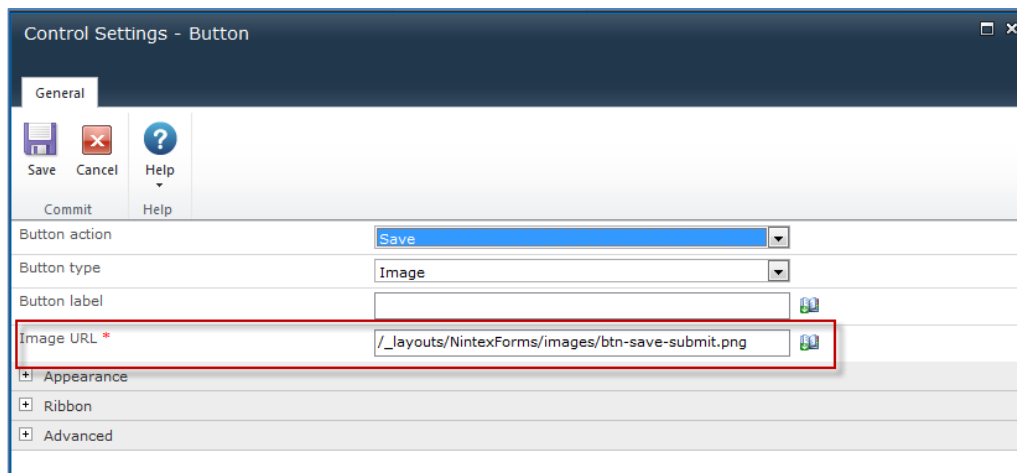 Control Settings - Button
General
Save Cancel Help
Commit Help
Button action Save
Button type Image
Button label
Image URL * /_layouts/NintexForms/images/btn-save-submit.png
Appearance
Ribbon
Advanced